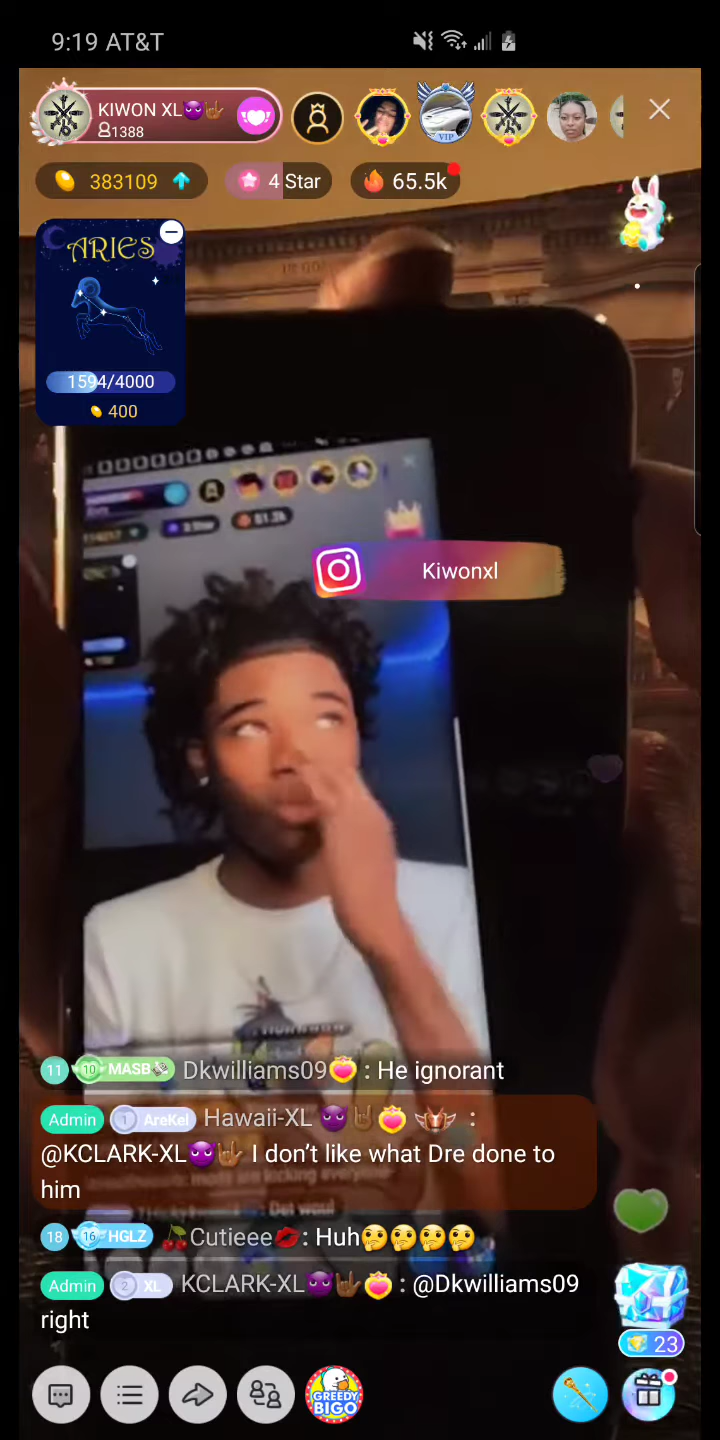 9:19 AT&T
KIWON XL😈🤟🏾
1388
VIP
383109
4 Star
65.5k
ARIES
1594/4000
400
Kiwonxl
11 10 MASB💸 Dkwilliams09 : He ignorant
Admin 1 AreKel Hawaii-XL 😈🤘🏾 :
@KCLARK-XL😈🤟🏾 I don’t like what Dre done to
him
18 16 HGLZ 🍒Cutieee💋: Huh🤔🤔🤔🤔
Admin 2 XL KCLARK-XL😈🤟🏾 : @Dkwilliams09
right
23
GREEDY
BIGO